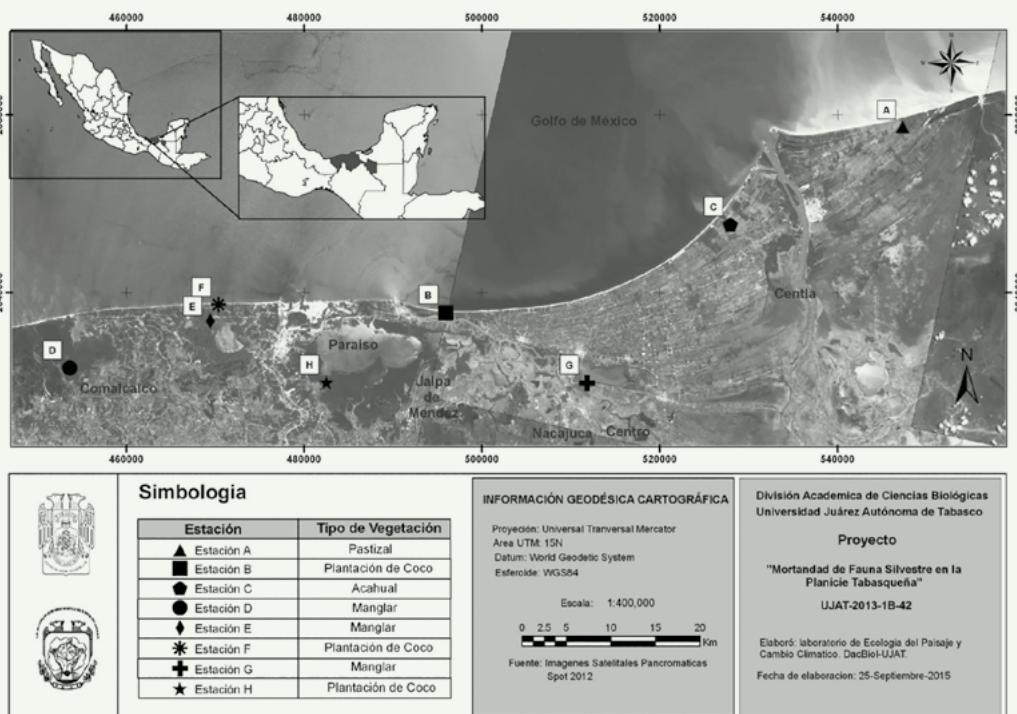 460000 480000 500000 520000 540000
N
Golfo de México
A
C
B
F
E
D
H
G
Centla
Paraiso
Comalcalco
Jalpa
de
Mendez
Nacajuca
Centro
N
460000 480000 500000 520000 540000
Simbologia
Estación Tipo de Vegetación
Estación A Pastizal
Estación B Plantación de Coco
Estación C Acahual
Estación D Manglar
Estación E Manglar
Estación F Plantación de Coco
Estación G Manglar
Estación H Plantación de Coco
INFORMACIÓN GEODÉSICA CARTOGRÁFICA
Proyeción: Universal Tranversal Mercator
Area UTM: 15N
Datum: World Geodetic System
Esferoide: WGS84
Escala: 1:400,000
0 2.5 5 10 15 20
Km
Fuente: Imagenes Satelitales Pancromaticas
Spot 2012
División Academica de Ciencias Biológicas
Universidad Juárez Autónoma de Tabasco
Proyecto
"Mortandad de Fauna Silvestre en la
Planicie Tabasqueña"
UJAT-2013-1B-42
Elaboró: laboratorio de Ecologia del Paisaje y
Cambio Climatico. DacBiol-UJAT.
Fecha de elaboracion: 25-Septiembre-2015